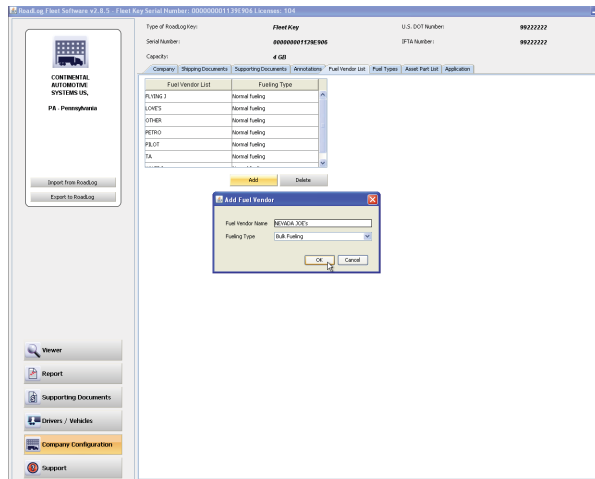 RoadLog Fleet Software v2.8.5 - Fleet Key Serial Number: 000000001139E906 License: 104
Type of RoadLog Key: Fleet Key U.S. DOT Number: 99222222
Serial Number: 000000001139E906 IFTA Number: 99222222
Capacity: 4 GB
CONTINENTAL
AUTOMOTIVE
SYSTEMS US,
PA - Pennsylvania
Import from RoadLog
Export to RoadLog
Company Shipping Documents Supporting Documents Annotations Fuel Vendor List Fuel Types Asset Part List Application
Fuel Vendor List Fueling Type
FLYING J Normal fueling
LOVE'S Normal fueling
OTHER Normal fueling
PETRO Normal fueling
PILOT Normal fueling
TA Normal fueling
Add Delete
Add Fuel Vendor
Fuel Vendor Name NEVADA JOE's
Fueling Type Bulk Fueling
OK Cancel
Viewer
Report
Supporting Documents
Drivers / Vehicles
Company Configuration
Support